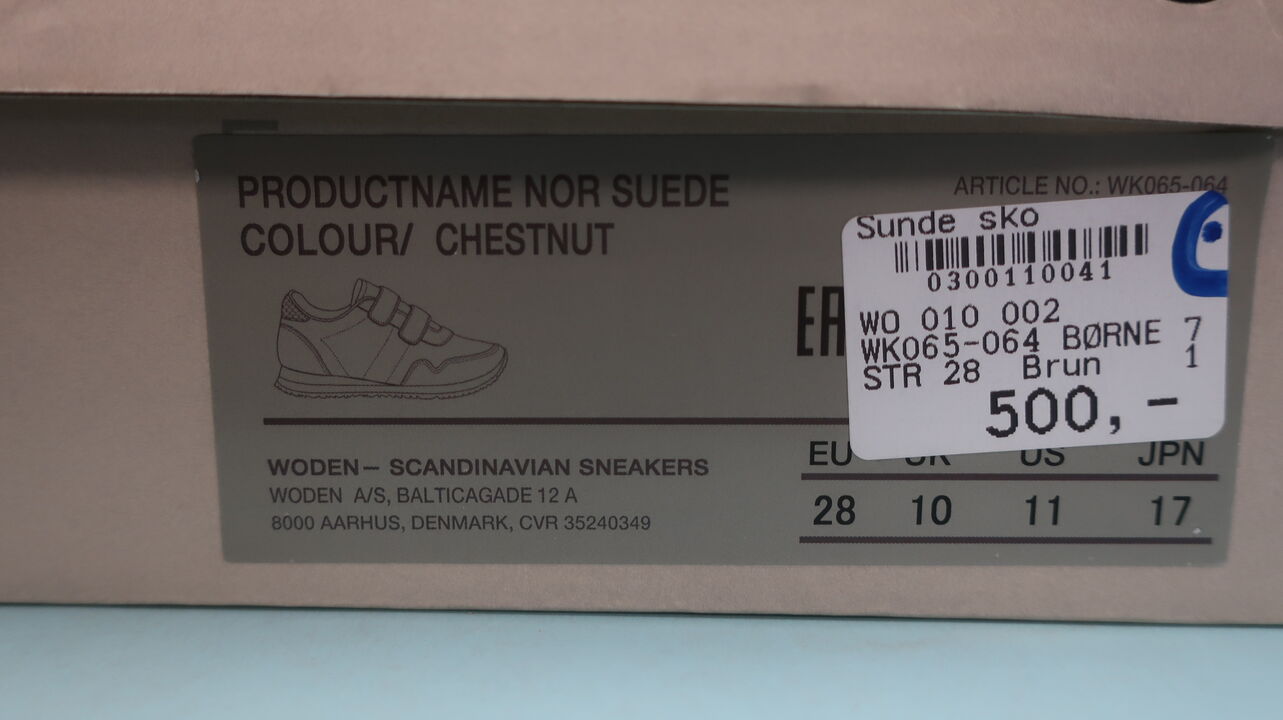 PRODUCTNAME NOR SUEDE
COLOUR/ CHESTNUT
ARTICLE NO.: WK065-064
Sunde sko
0300110041
WO 010 002
WK065-064 BØRNE 7
STR 28 Brun 1
500,-
WODEN– SCANDINAVIAN SNEAKERS
WODEN A/S, BALTICAGADE 12 A
8000 AARHUS, DENMARK, CVR 35240349
EU UK US JPN
28 10 11 17